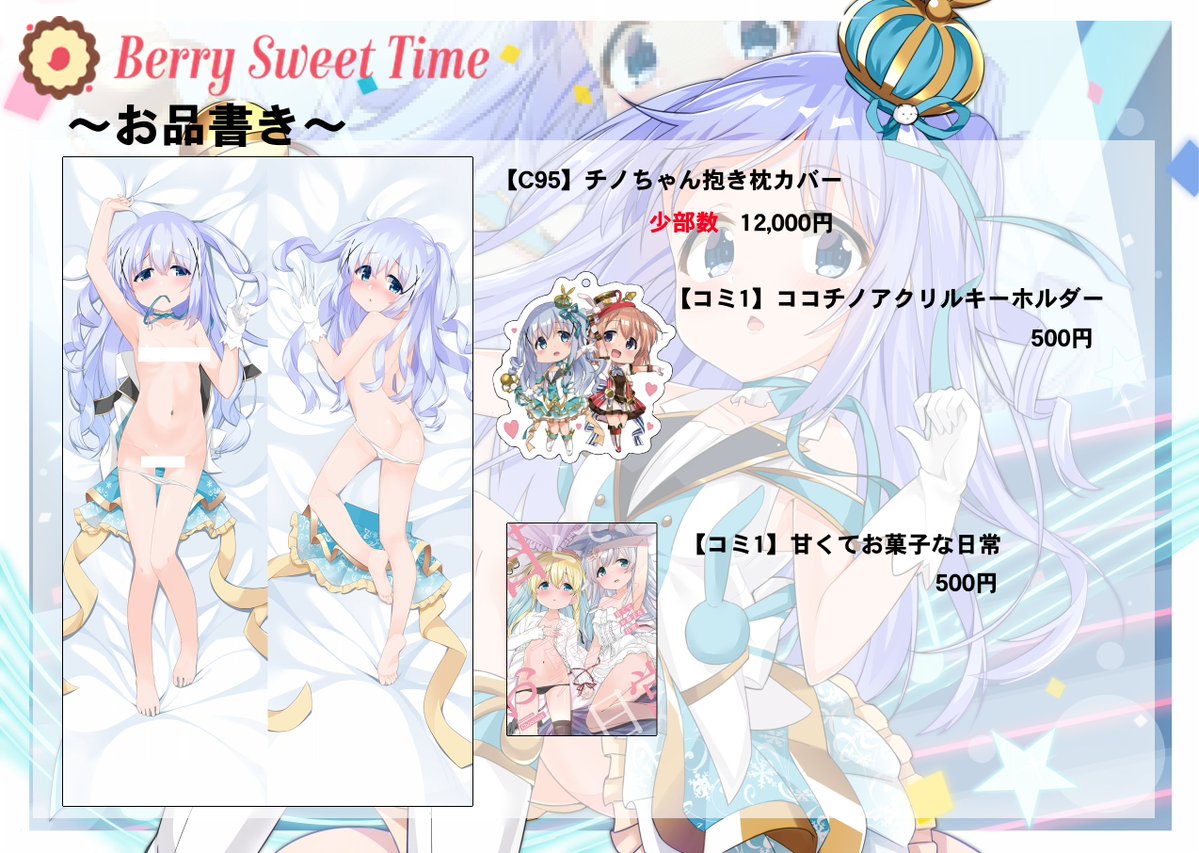 Berry Sweet Time
～お品書き～
【C95】チノちゃん抱き枕カバー
少部数 12,000円
【コミ1】ココチノアクリルキーホルダー
500円
【コミ1】甘くてお菓子な日常
500円